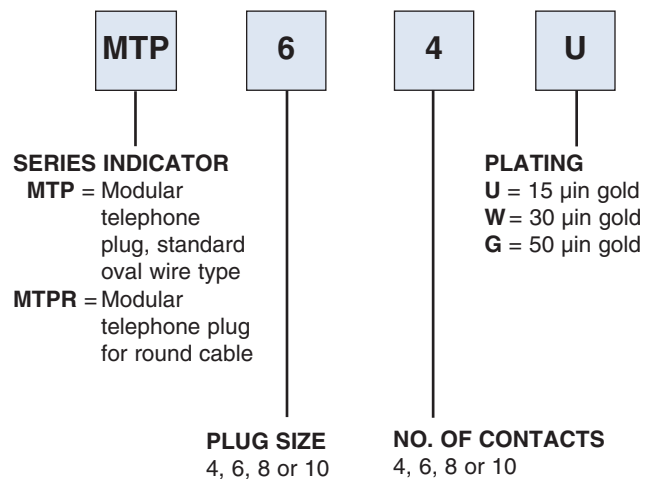 MTP 6 4 U
SERIES INDICATOR
MTP = Modular
telephone
plug, standard
oval wire type
MTPR = Modular
telephone plug
for round cable
PLATING
U = 15 µin gold
W = 30 µin gold
G = 50 µin gold
PLUG SIZE
4, 6, 8 or 10
NO. OF CONTACTS
4, 6, 8 or 10